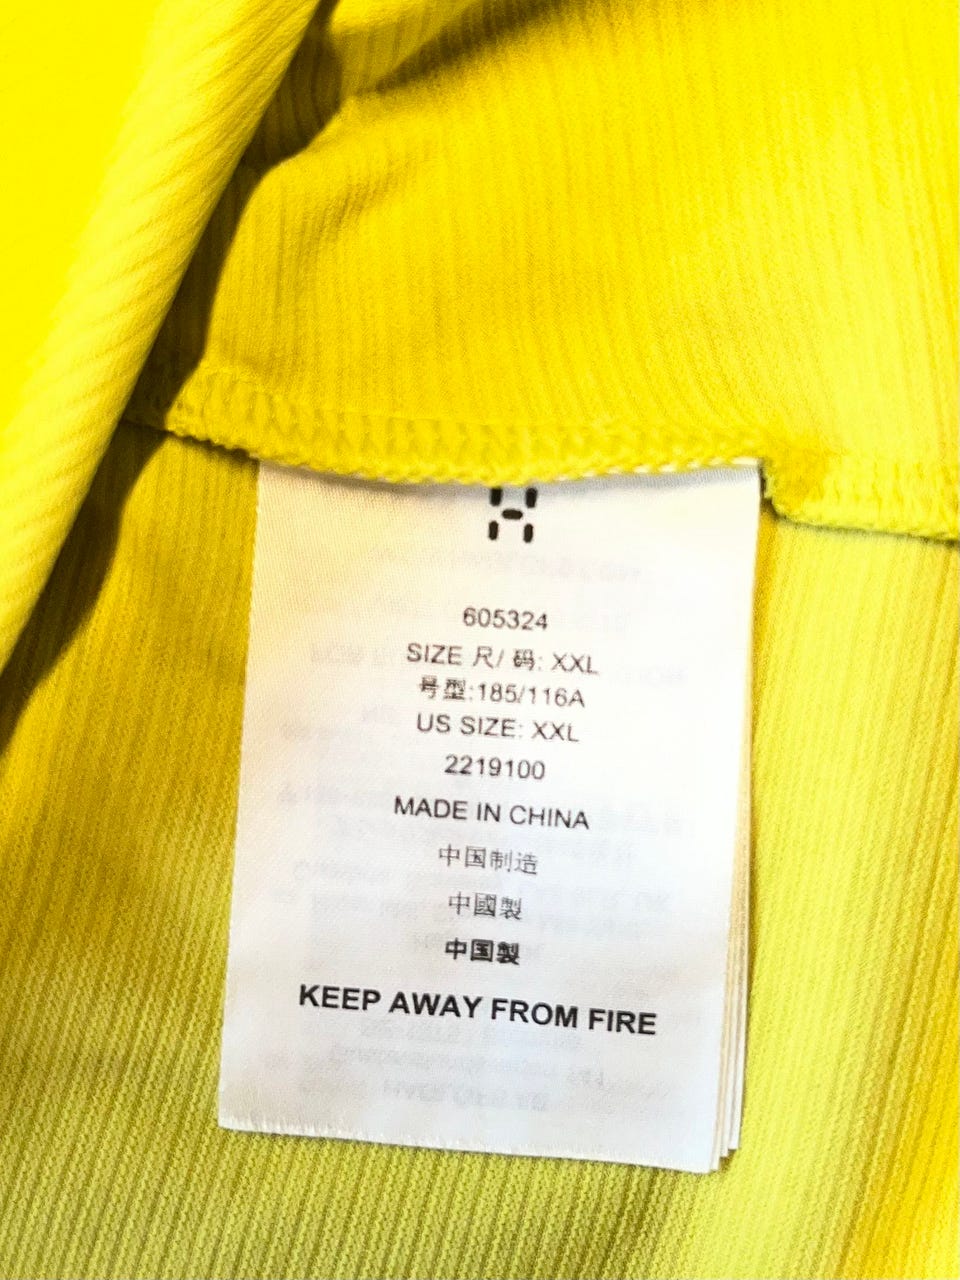 605324
SIZE 尺/ 码: XXL
号型:185/116A
US SIZE: XXL
2219100
MADE IN CHINA
中国制造
中國製
中国製
KEEP AWAY FROM FIRE